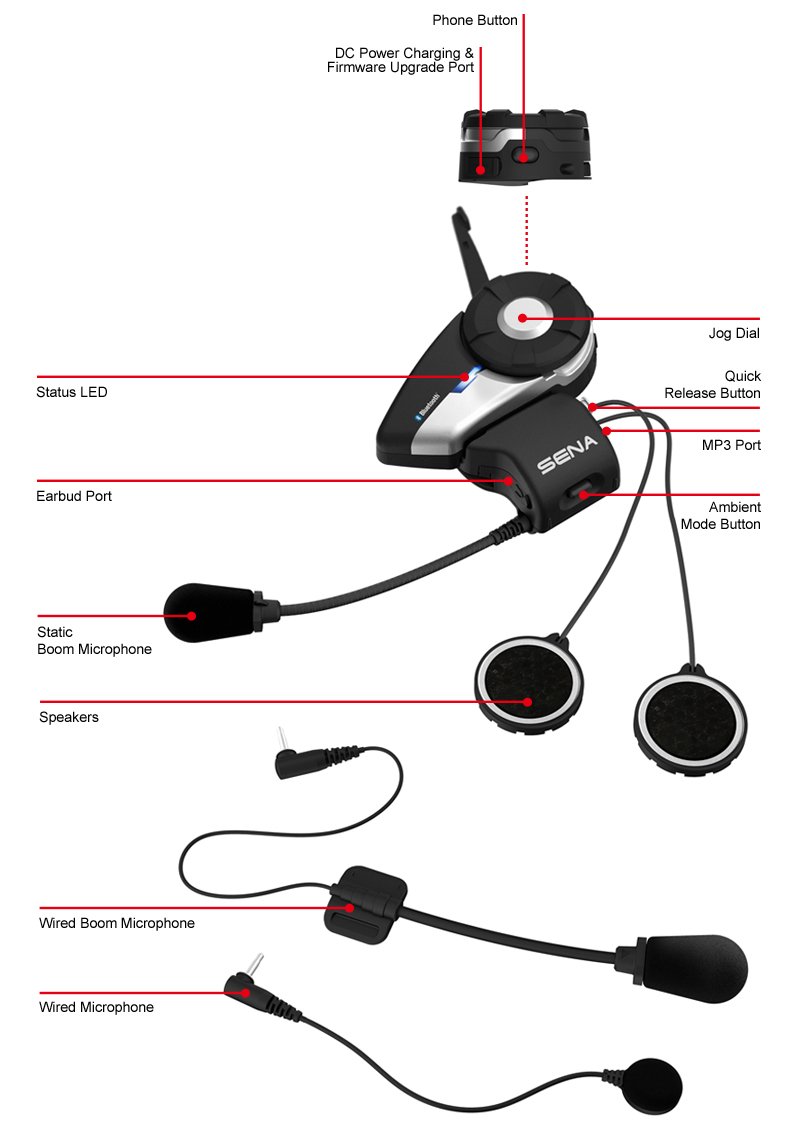 Phone Button
DC Power Charging &
Firmware Upgrade Port
Jog Dial
Status LED
Quick
Release Button
Bluetooth
SENA
MP3 Port
Earbud Port
Ambient
Mode Button
Static
Boom Microphone
Speakers
Wired Boom Microphone
Wired Microphone